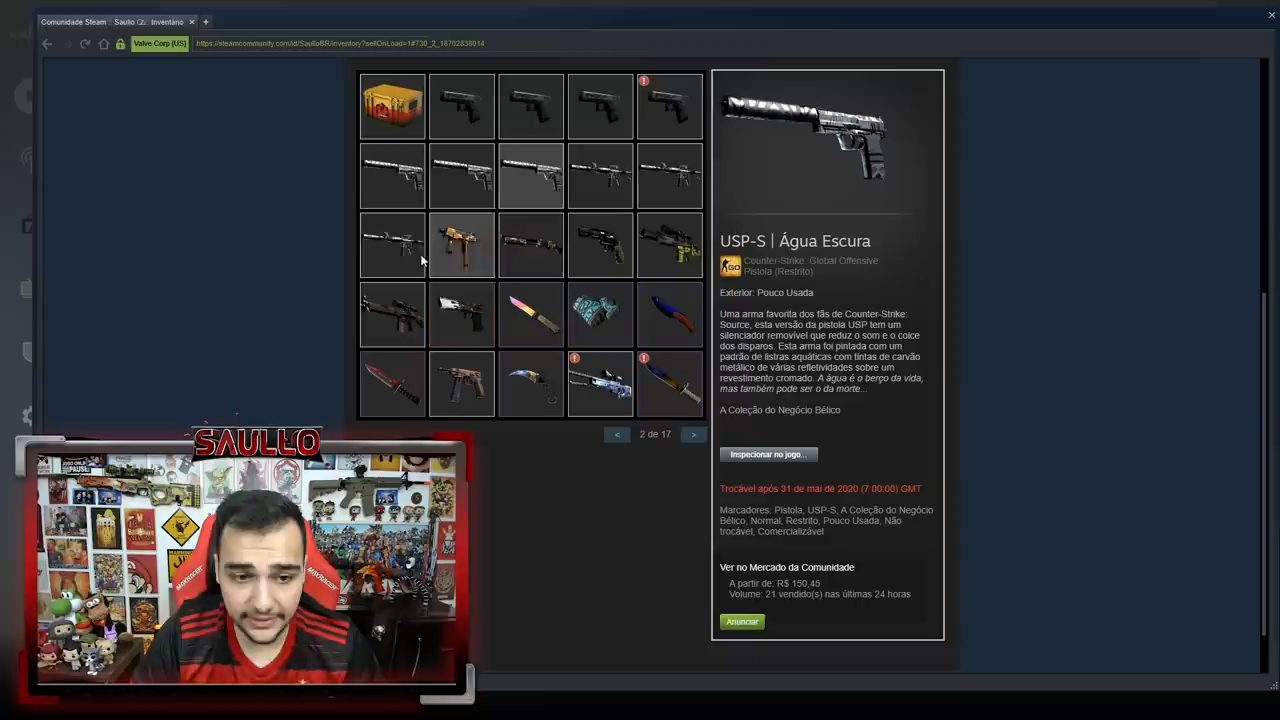 Comunidade Steam :: Saullo :: Inventário
Valve Corp [US]
https://steamcommunity.com/id/SaulloBR/inventory?sellOnLoad=1#730_2_18702838014
USP-S | Água Escura
Counter-Strike: Global Offensive
Pistola (Restrito)
Exterior: Pouco Usada
Uma arma favorita dos fãs de Counter-Strike:
Source, esta versão da pistola USP tem um
silenciador removível que reduz o som e o coice
dos disparos. Esta arma foi pintada com um
padrão de listras aquáticas com tintas de carvão
metálico de várias refletividades sobre um
revestimento cromado. A água é o berço da vida,
mas também pode ser o da morte...
A Coleção do Negócio Bélico
< 2 de 17 >
Inspecionar no jogo...
Trocável após 31 de mai de 2020 (7:00:00) GMT
Marcadores: Pistola, USP-S, A Coleção do Negócio
Bélico, Normal, Restrito, Pouco Usada, Não
trocável, Comercializável
Ver no Mercado da Comunidade
A partir de: R$ 150,45
Volume: 21 vendido(s) nas últimas 24 horas
Anunciar
SAULLO
MAXRACER
MAXRACER